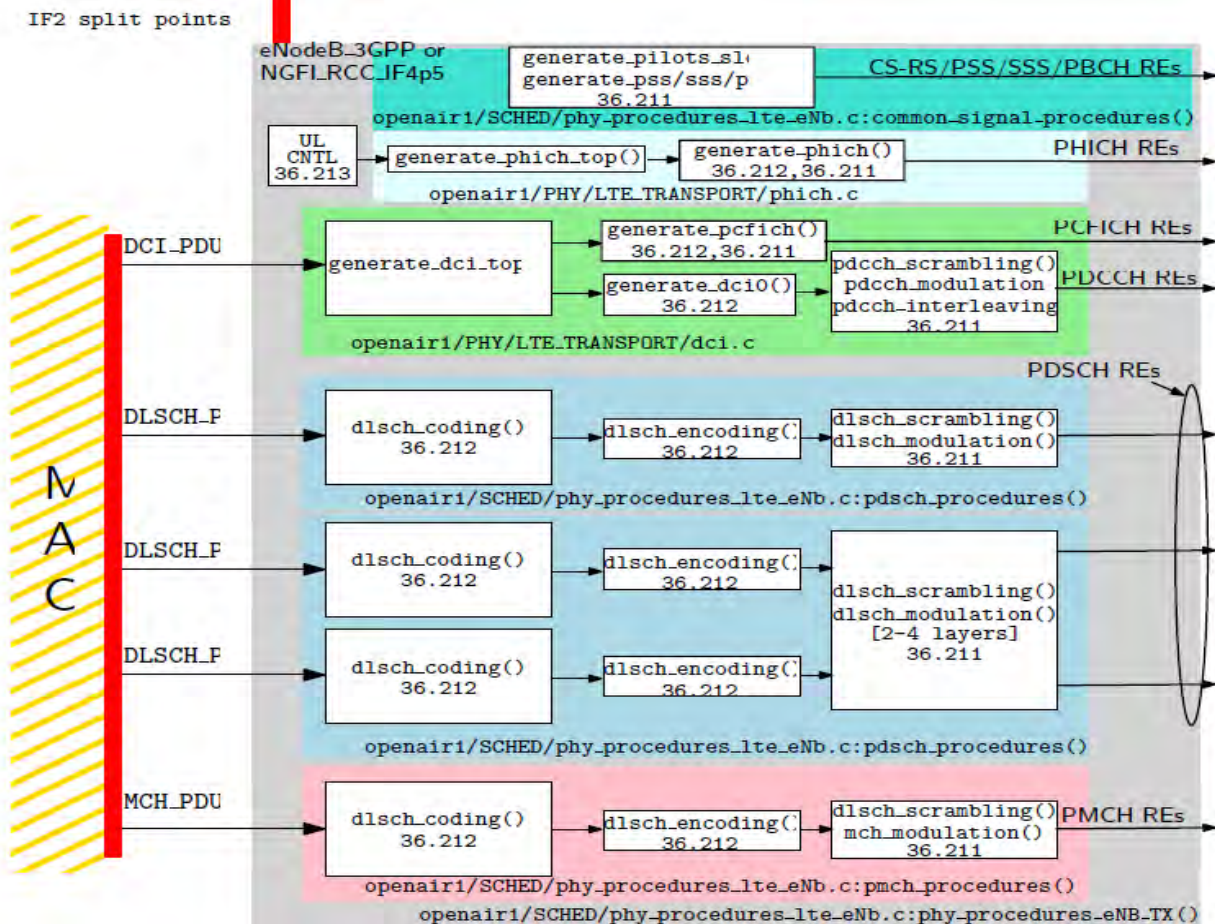 IF2 split points
eNodeB_3GPP or
NGFI_RCC_IF4p5
generate_pilots_sl
generate_pss/sss/p
36.211
CS-RS/PSS/SSS/PBCH REs
openair1/SCHED/phy_procedures_lte_eNb.c:common_signal_procedures()
UL
CNTL
36.213
generate_phich_top()
generate_phich()
36.212,36.211
PHICH REs
openair1/PHY/LTE_TRANSPORT/phich.c
DCI_PDU
generate_dci_top
generate_pcfich()
36.212,36.211
PCFICH REs
generate_dci0()
36.212
pdcch_scrambling()
pdcch_modulation
pdcch_interleaving
36.211
PDCCH REs
openair1/PHY/LTE_TRANSPORT/dci.c
PDSCH REs
DLSCH_P
dlsch_coding()
36.212
dlsch_encoding()
36.212
dlsch_scrambling()
dlsch_modulation()
36.211
openair1/SCHED/phy_procedures_lte_eNb.c:pdsch_procedures()
M
A
C
DLSCH_P
dlsch_coding()
36.212
dlsch_encoding()
36.212
dlsch_scrambling()
dlsch_modulation()
[2-4 layers]
36.211
DLSCH_P
dlsch_coding()
36.212
dlsch_encoding()
36.212
openair1/SCHED/phy_procedures_lte_eNb.c:pdsch_procedures()
MCH_PDU
dlsch_coding()
36.212
dlsch_encoding()
36.212
dlsch_scrambling()
mch_modulation()
36.211
PMCH REs
openair1/SCHED/phy_procedures_lte_eNb.c:pmch_procedures()
openair1/SCHED/phy_procedures_lte_eNb.c:phy_procedures_eNB_TX()